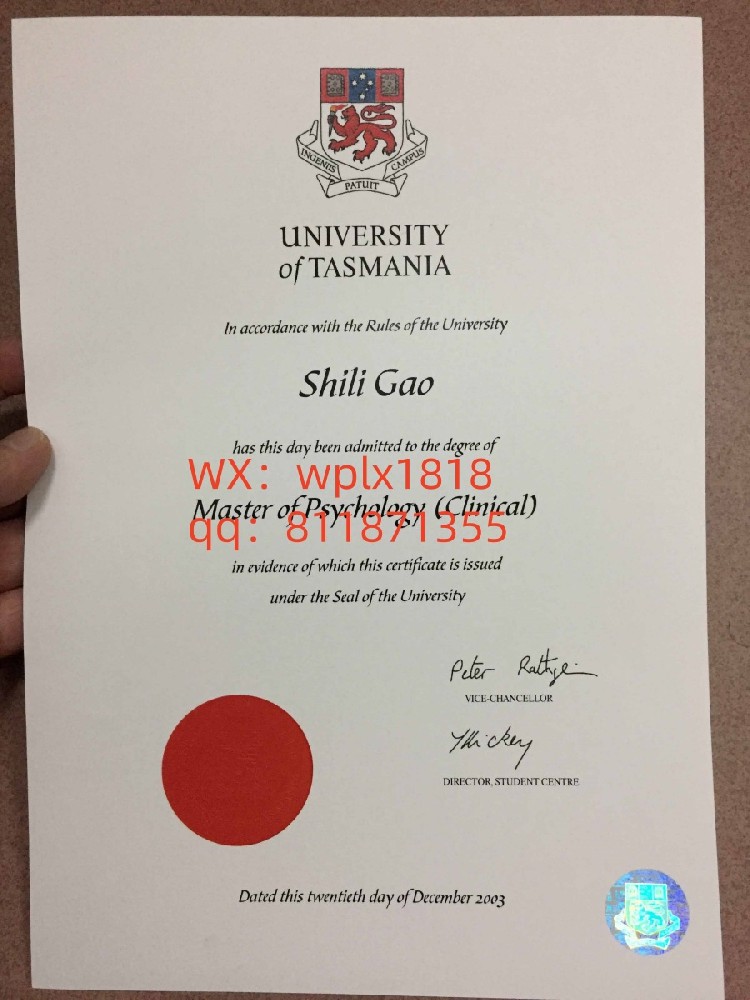 INGENIIS
PATUIT
CAMPUS
UNIVERSITY
of TASMANIA
In accordance with the Rules of the University
Shili Gao
has this day been admitted to the degree of
WX：wplx1818
Master of Psychology (Clinical)
qq：811871355
in evidence of which this certificate is issued
under the Seal of the University
Peter
VICE-CHANCELLOR
DIRECTOR, STUDENT CENTRE
Dated this twentieth day of December 2003